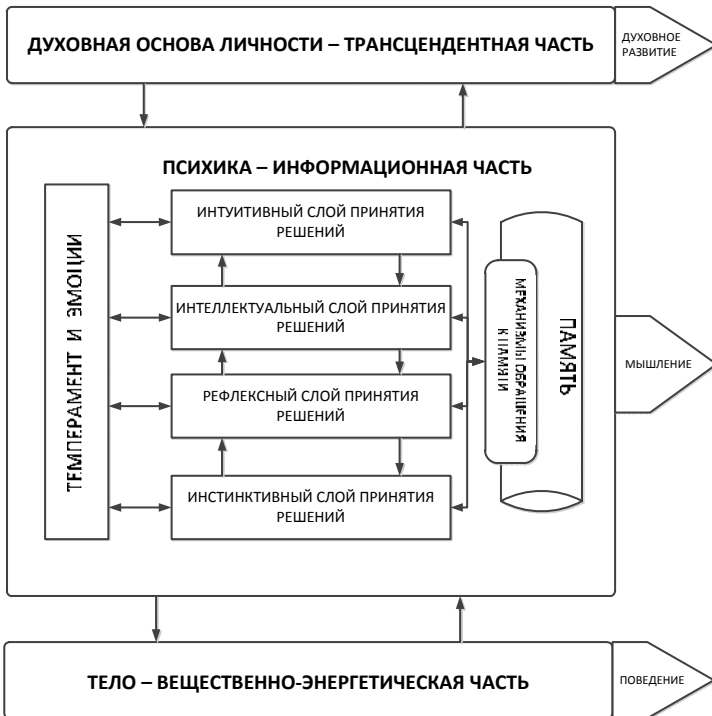 ДУХОВНАЯ ОСНОВА ЛИЧНОСТИ – ТРАНСЦЕНДЕНТНАЯ ЧАСТЬ
ДУХОВНОЕ
РАЗВИТИЕ
ПСИХИКА – ИНФОРМАЦИОННАЯ ЧАСТЬ
ТЕМПЕРАМЕНТ И ЭМОЦИИ
ИНТУИТИВНЫЙ СЛОЙ ПРИНЯТИЯ
РЕШЕНИЙ
ИНТЕЛЛЕКТУАЛЬНЫЙ СЛОЙ ПРИНЯТИЯ
РЕШЕНИЙ
РЕФЛЕКСНЫЙ СЛОЙ ПРИНЯТИЯ
РЕШЕНИЙ
ИНСТИНКТИВНЫЙ СЛОЙ ПРИНЯТИЯ
РЕШЕНИЙ
МЕХАНИЗМЫ ОБРАЩЕНИЯ
К ПАМЯТИ
ПАМЯТЬ
МЫШЛЕНИЕ
ТЕЛО – ВЕЩЕСТВЕННО-ЭНЕРГЕТИЧЕСКАЯ ЧАСТЬ
ПОВЕДЕНИЕ